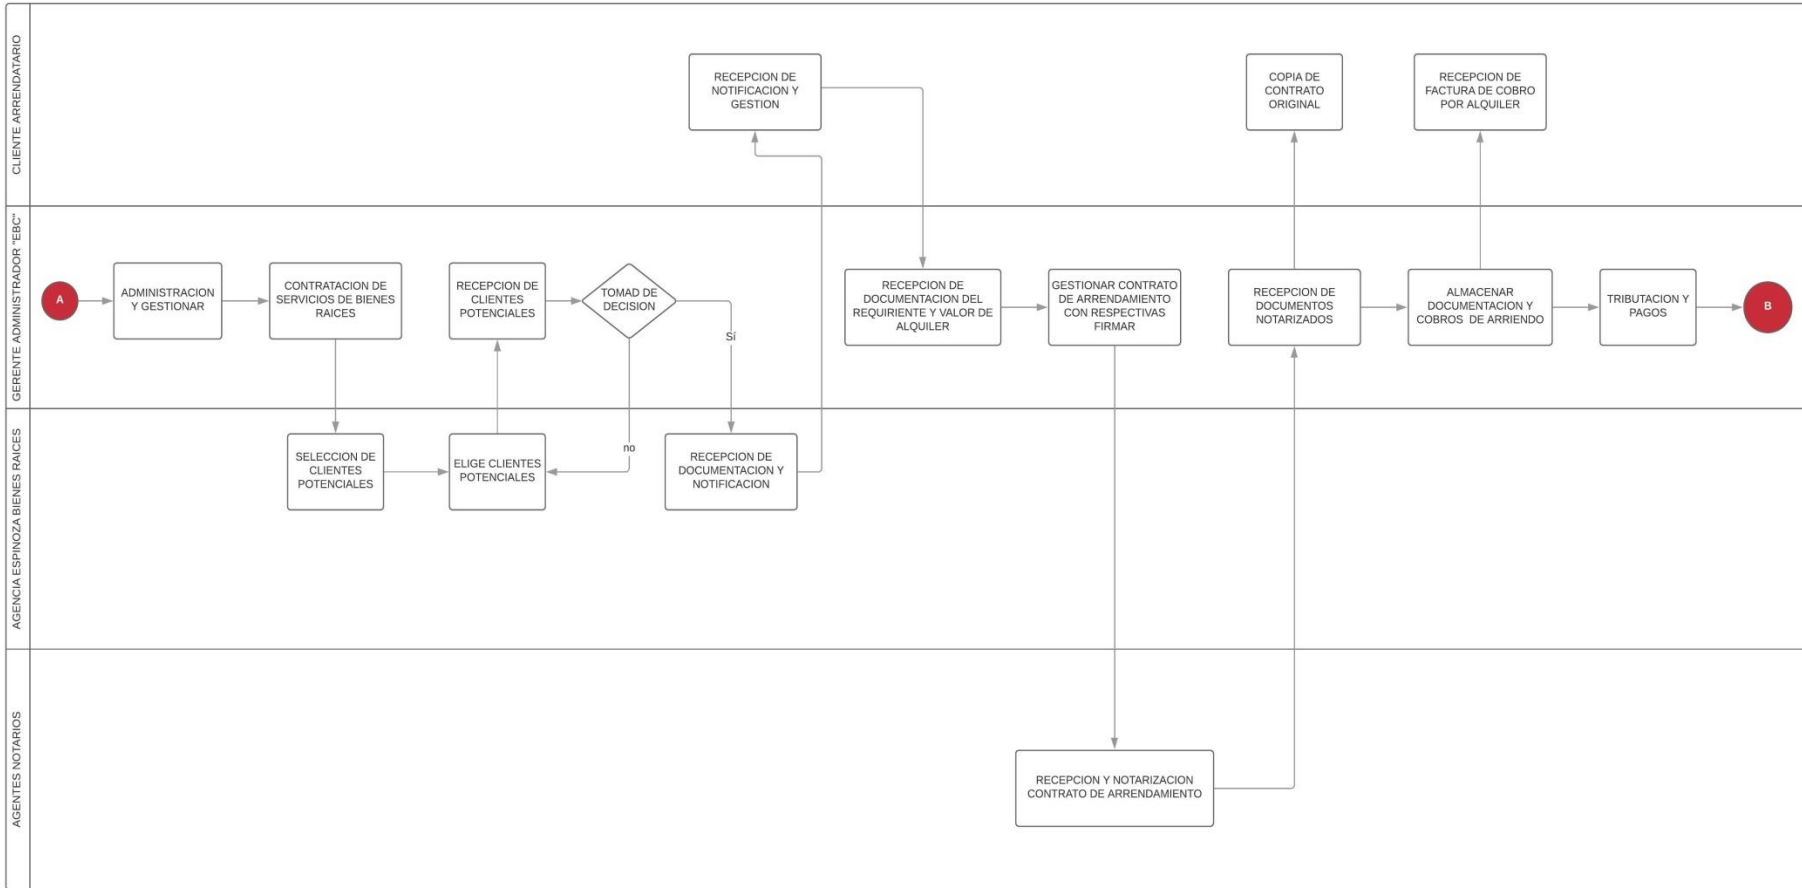 CLIENTE ARRENDATARIO
RECEPCION DE
NOTIFICACION Y
GESTION
COPIA DE
CONTRATO
ORIGINAL
RECEPCION DE
FACTURA DE COBRO
POR ALQUILER
GERENTE ADMINISTRADOR "EBC"
A
ADMINISTRACION
Y GESTIONAR
CONTRATACION DE
SERVICIOS DE BIENES
RAICES
RECEPCION DE
CLIENTES
POTENCIALES
TOMAD DE
DECISION
Sí
no
RECEPCION DE
DOCUMENTACION DEL
REQUIRIENTE Y VALOR DE
ALQUILER
GESTIONAR CONTRATO
DE ARRENDAMIENTO
CON RESPECTIVAS
FIRMAR
RECEPCION DE
DOCUMENTOS
NOTARIZADOS
ALMACENAR
DOCUMENTACION Y
COBROS DE ARRIENDO
TRIBUTACION Y
PAGOS
B
AGENCIA ESPINOZA BIENES RAICES
SELECCION DE
CLIENTES
POTENCIALES
ELIGE CLIENTES
POTENCIALES
RECEPCION DE
DOCUMENTACION Y
NOTIFICACION
AGENTES NOTARIOS
RECEPCION Y NOTARIZACION
CONTRATO DE ARRENDAMIENTO